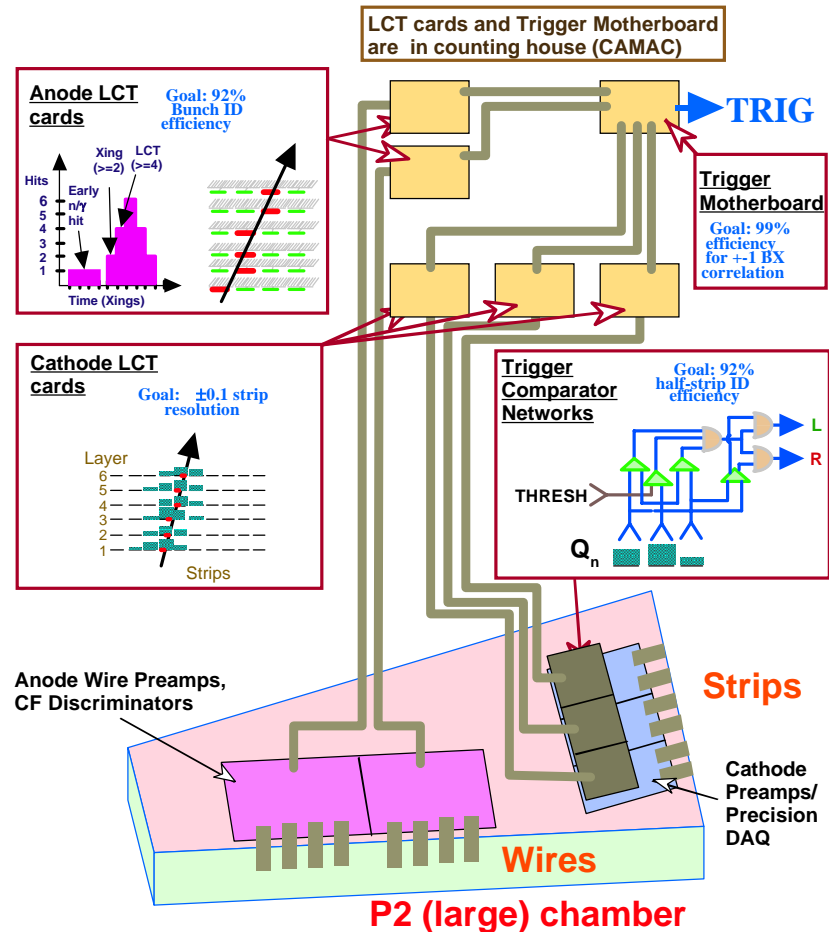 LCT cards and Trigger Motherboard
are in counting house (CAMAC)
Anode LCT
cards
Goal: 92%
Bunch ID
efficiency
Xing
(>=2)
LCT
(>=4)
Hits
Early
n/γ
hit
6
5
4
3
2
1
Time (Xings)
TRIG
Trigger
Motherboard
Goal: 99%
efficiency
for +-1 BX
correlation
Cathode LCT
cards
Goal: ±0.1 strip
resolution
Layer
6
5
4
3
2
1
Strips
Trigger
Comparator
Networks
Goal: 92%
half-strip ID
efficiency
L
R
THRESH
Qn
Anode Wire Preamps,
CF Discriminators
Strips
Cathode
Preamps/
Precision
DAQ
Wires
P2 (large) chamber